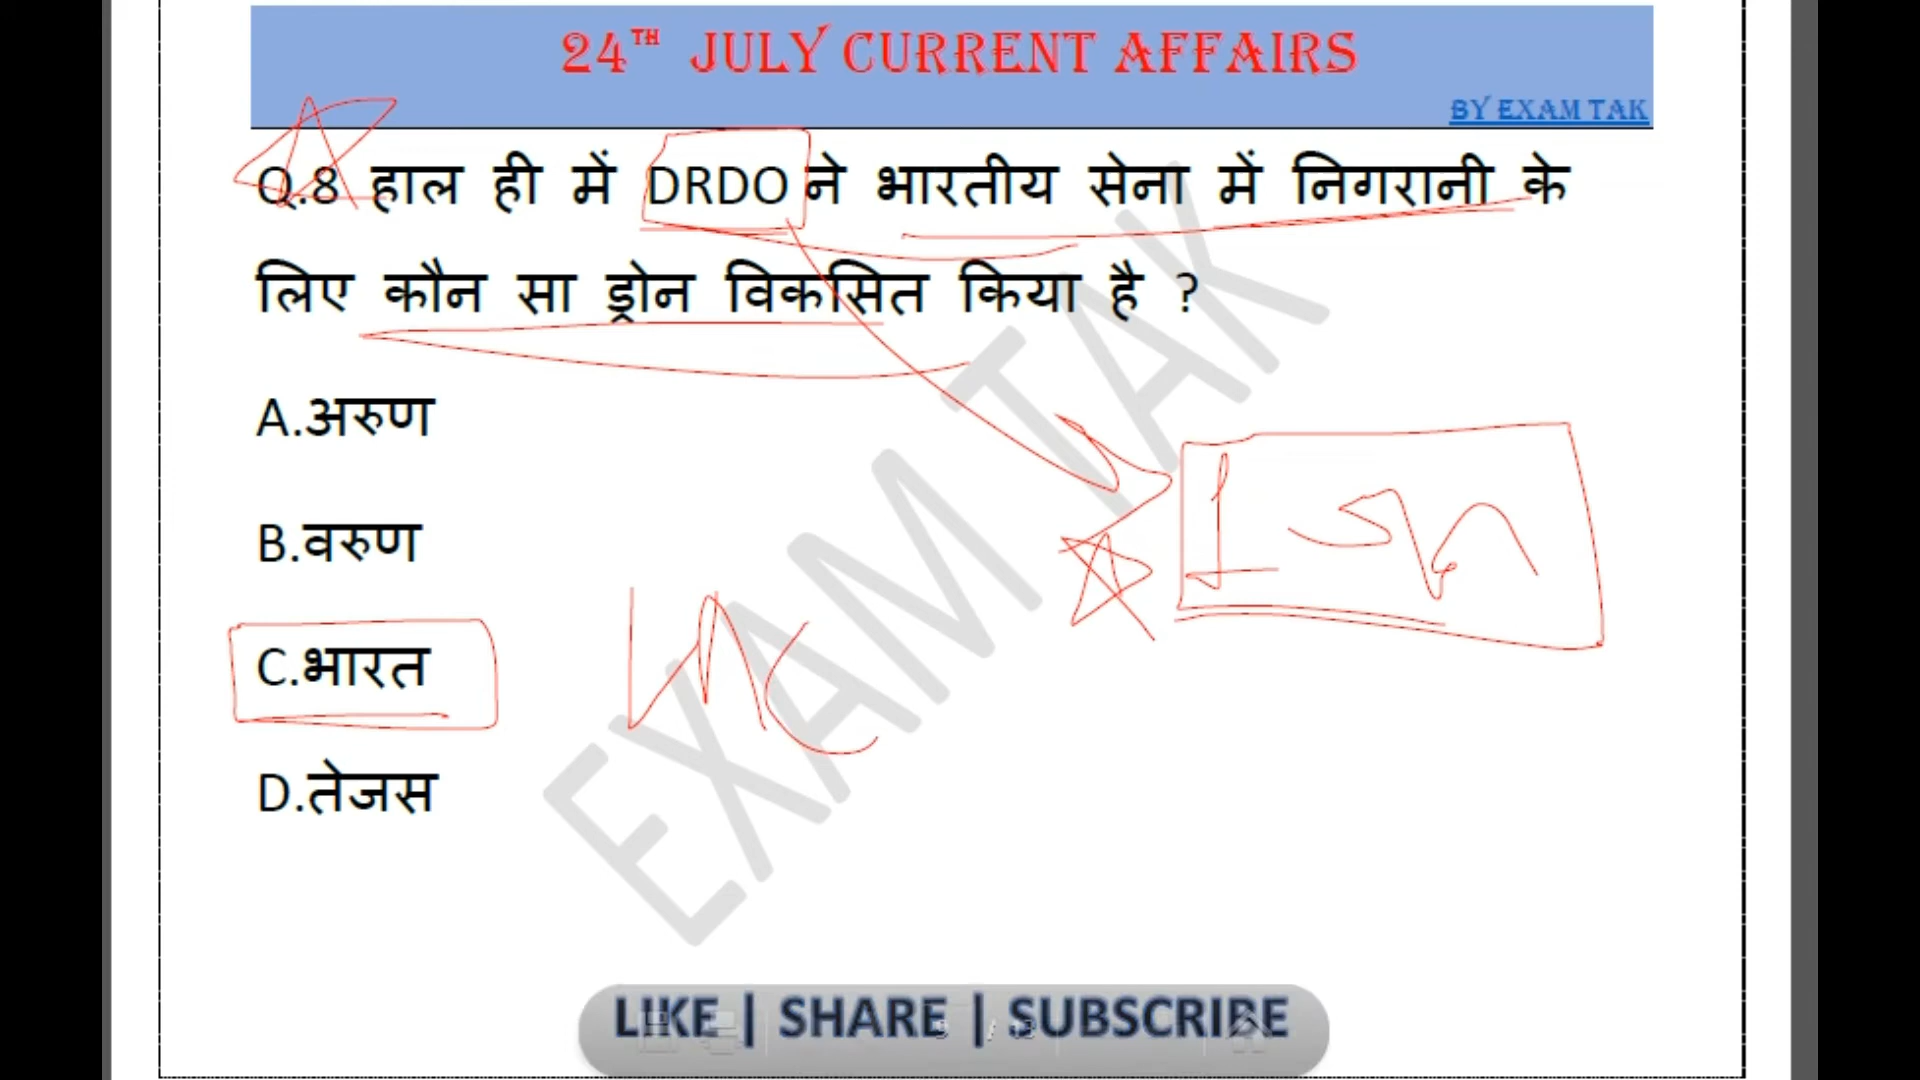 24TH JULY CURRENT AFFAIRS
BY EXAM TAK
Q.8 हाल ही में DRDO ने भारतीय सेना में निगरानी के
लिए कौन सा ड्रोन विकसित किया है ?
A.अरुण
B.वरुण
C.भारत
D.तेजस
EXAM TAK
LIKE | SHARE | SUBSCRIBE